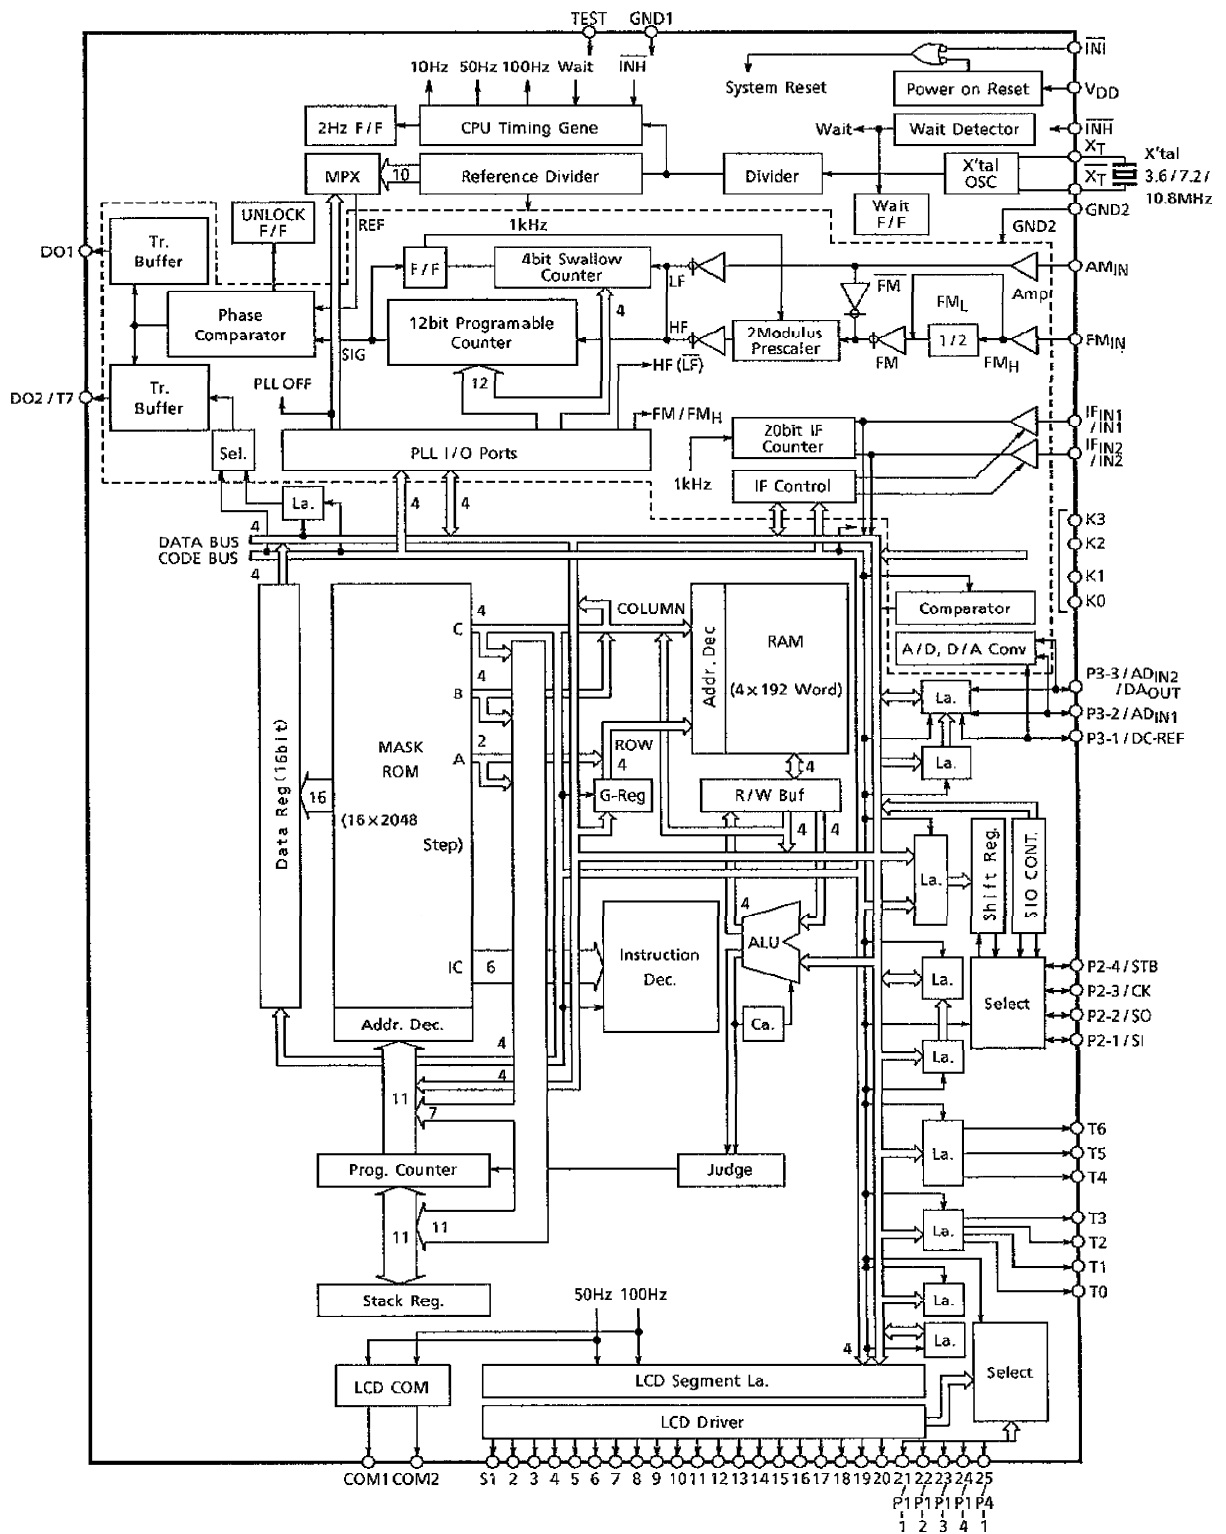 TEST GND1
INI
10Hz 50Hz 100Hz Wait INH
System Reset
Power on Reset
VDD
2Hz F/F
CPU Timing Gene
Wait
Wait Detector
INH
XT
MPX
10
Reference Divider
Divider
X'tal
OSC
XT
X'tal
3.6/7.2/
10.8MHz
UNLOCK
F/F
REF
1kHz
Wait
F/F
GND2
GND2
DO1
Tr.
Buffer
F/F
4bit Swallow
Counter
LF
FM
Amp
AMIN
4
Phase
Comparator
SIG
12bit Programable
Counter
HF
2Modulus
Prescaler
FM
FML
1/2
FMH
FMIN
DO2/T7
Tr.
Buffer
PLL OFF
12
HF (LF)
FM/FMH
Sel.
PLL I/O Ports
20bit IF
Counter
IFIN1
/IN1
IFIN2
/IN2
La.
4
4
1kHz
IF Control
K3
K2
K1
K0
4
DATA BUS
CODE BUS
4
Data Reg (16bit)
16
MASK
ROM
(16×2048
Step)
C
B
A
IC
4
4
2
6
COLUMN
ROW
4
G-Reg
Addr. Dec
RAM
(4×192 Word)
4
R/W Buf
4
4
Comparator
A/D, D/A Conv
P3-3/ADIN2
/DAOUT
P3-2/ADIN1
P3-1/DC-REF
La.
La.
La.
Shift Reg.
SIO CONT.
Instruction
Dec.
4
ALU
Ca.
La.
La.
Select
P2-4/STB
P2-3/CK
P2-2/SO
P2-1/SI
Addr. Dec.
4
4
11
7
Prog. Counter
Judge
La.
T6
T5
T4
11
11
La.
T3
T2
T1
T0
Stack Reg.
50Hz 100Hz
La.
La.
Select
4
LCD COM
LCD Segment La.
LCD Driver
COM1 COM2
S1 2 3 4 5 6 7 8 9 10 11 12 13 14 15 16 17 18 19 20 21 22 23 24 25
/ / / / /
P1 P1 P1 P1 P4
| | | | |
1 2 3 4 1